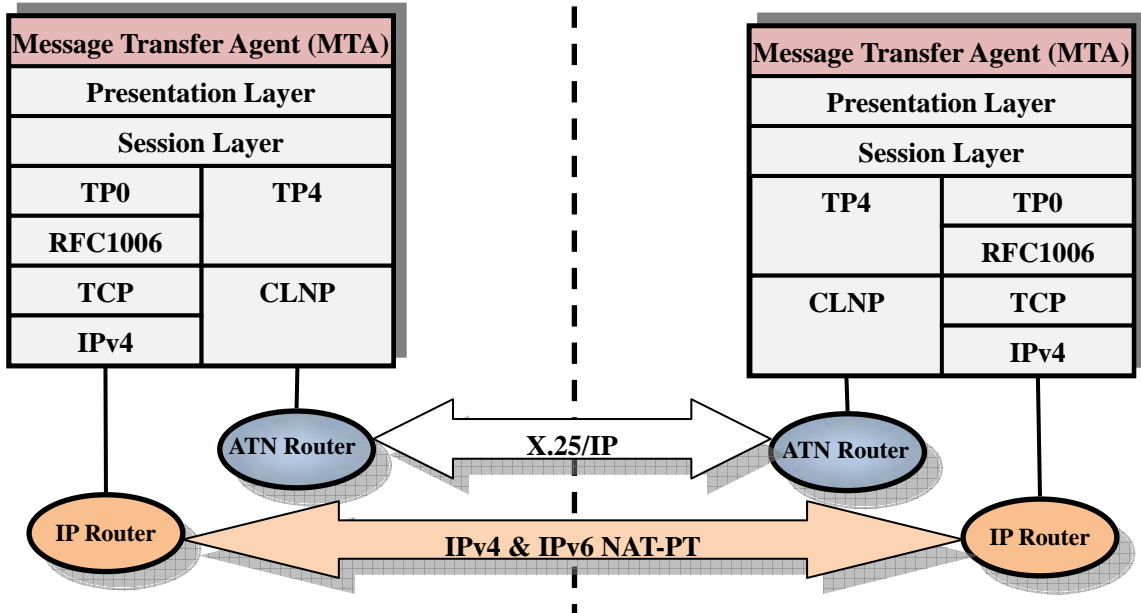 Message Transfer Agent (MTA)
Presentation Layer
Session Layer
TP0
TP4
RFC1006
TCP
CLNP
IPv4
Message Transfer Agent (MTA)
Presentation Layer
Session Layer
TP4
TP0
RFC1006
CLNP
TCP
IPv4
ATN Router
X.25/IP
ATN Router
IP Router
IPv4 & IPv6 NAT-PT
IP Router